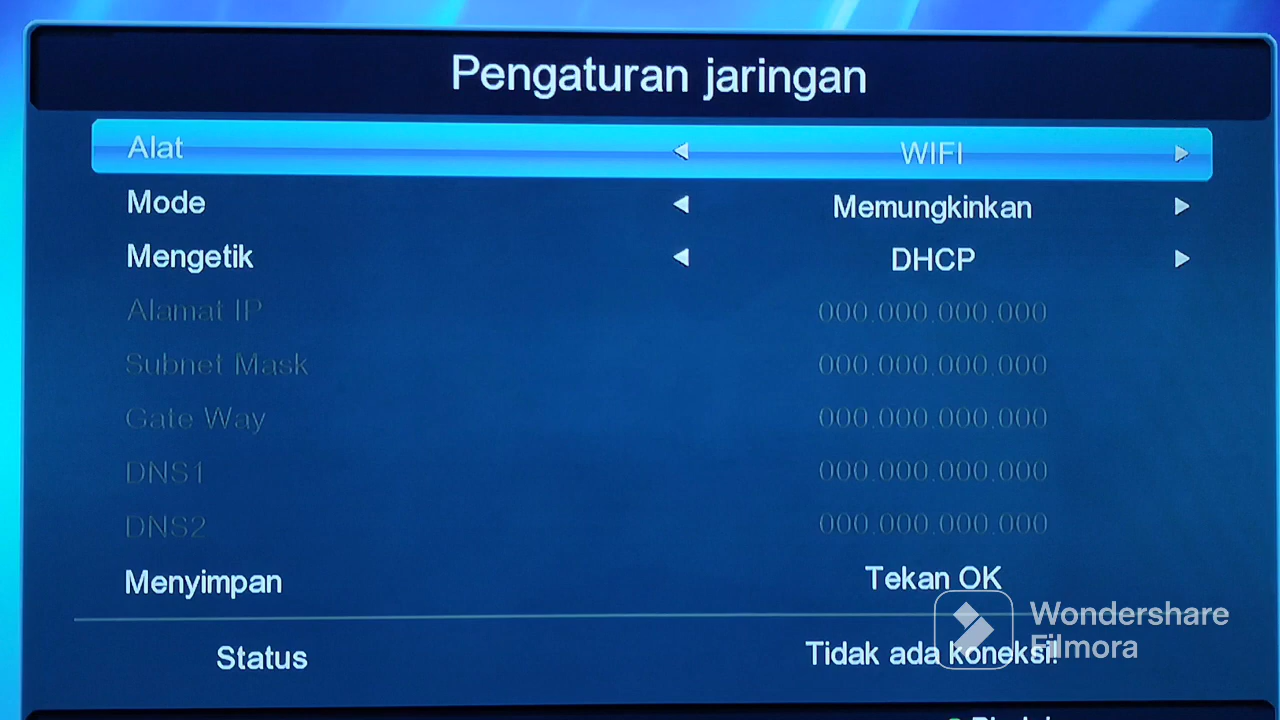 Pengaturan jaringan
Alat WIFI
Mode Memungkinkan
Mengetik DHCP
Alamat IP 000.000.000.000
Subnet Mask 000.000.000.000
Gate Way 000.000.000.000
DNS1 000.000.000.000
DNS2 000.000.000.000
Menyimpan Tekan OK
Wondershare
Filmora
Status Tidak ada koneksi!